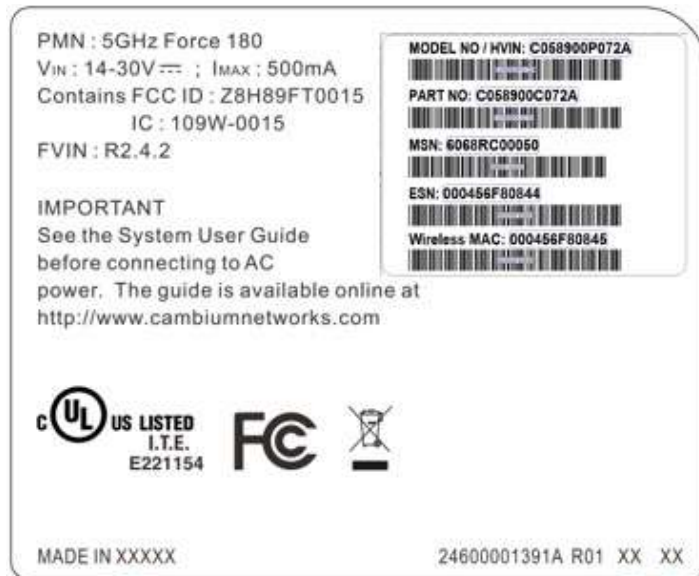 PMN : 5GHz Force 180
VIN : 14-30V ⎓ ; IMAX : 500mA
Contains FCC ID : Z8H89FT0015
IC : 109W-0015
FVIN : R2.4.2
MODEL NO / HVIN: C058900P072A
PART NO: C058900C072A
MSN: 6068RC00050
ESN: 000456F80844
Wireless MAC: 000456F80845
IMPORTANT
See the System User Guide
before connecting to AC
power. The guide is available online at
http://www.cambiumnetworks.com
C UL US LISTED
I.T.E.
E221154
FC
MADE IN XXXXX
24600001391A R01 XX XX